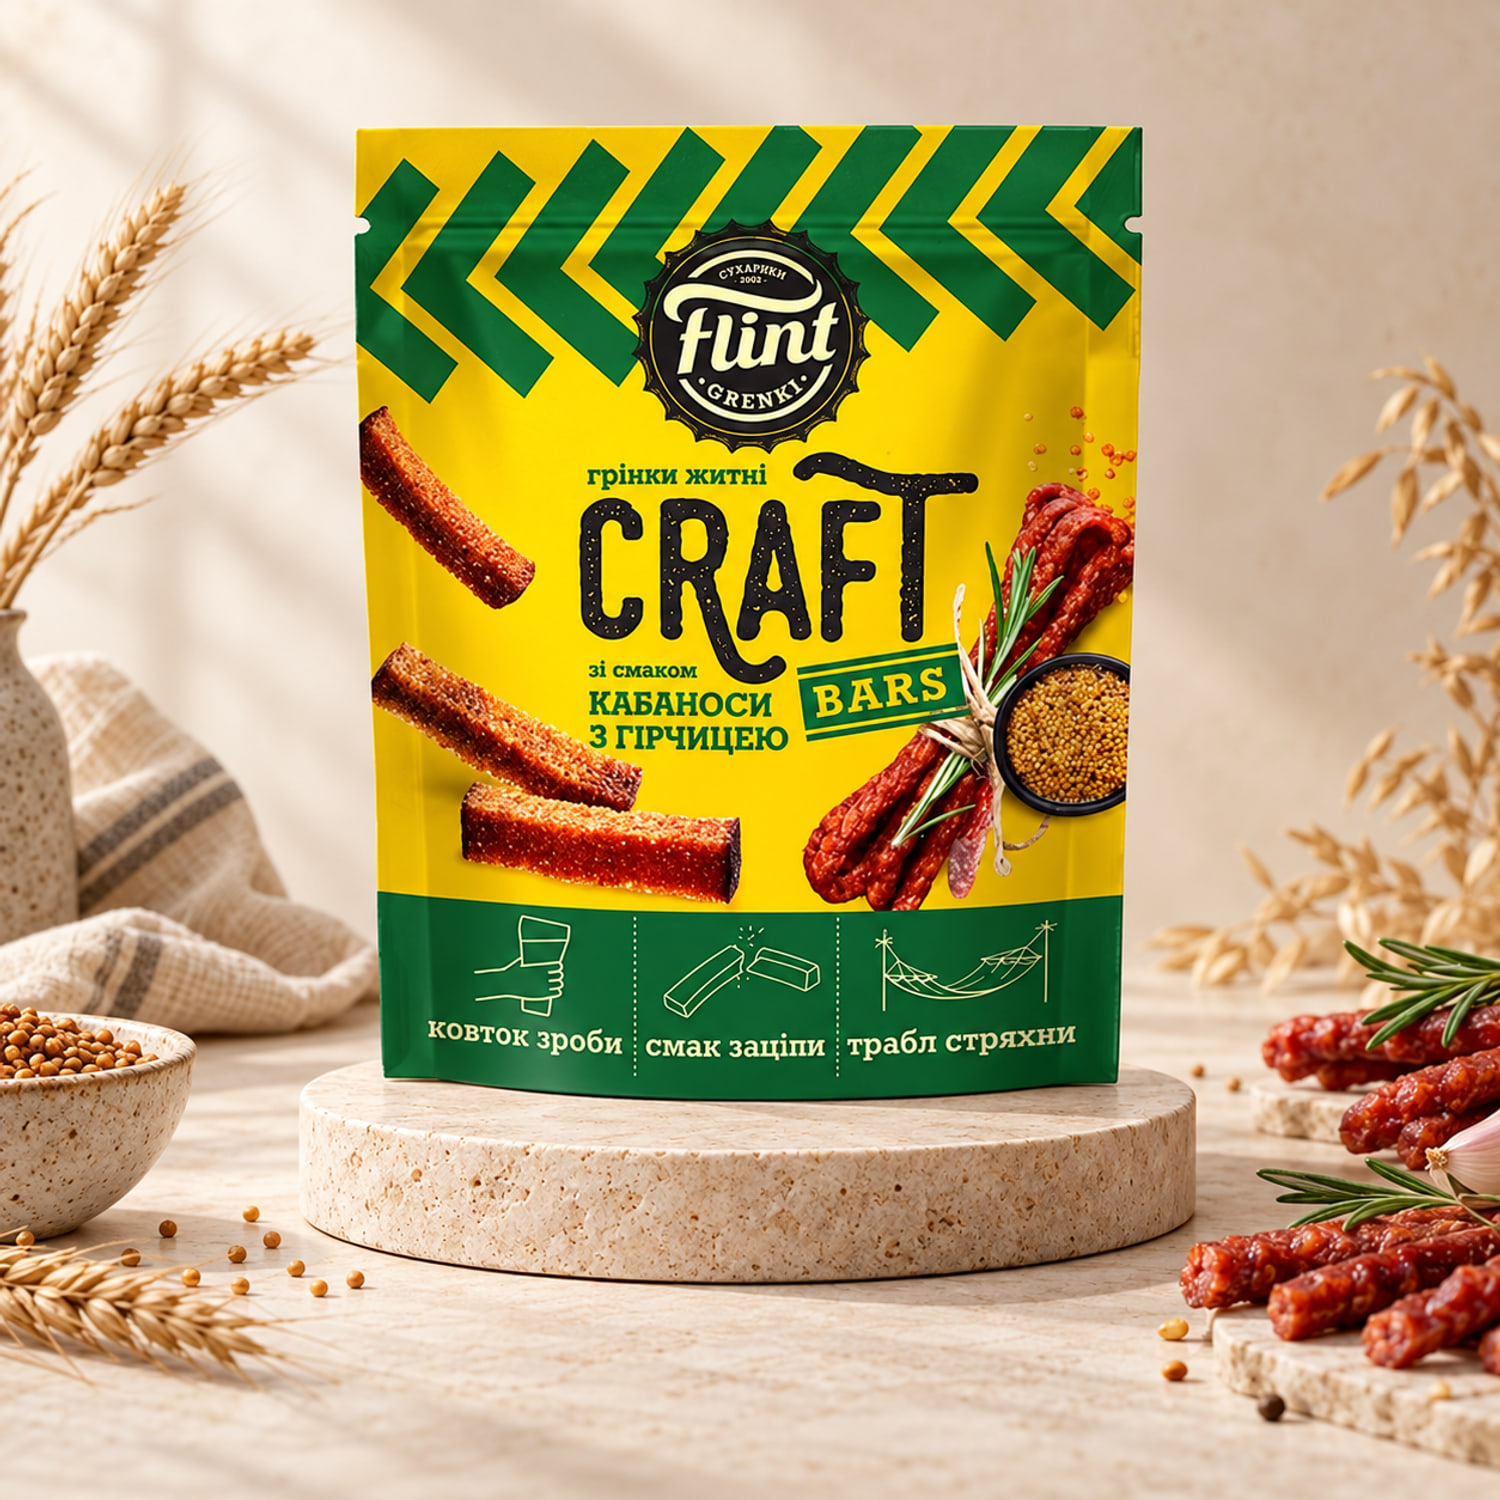 СУХАРИКИ
- 2002 -
flint
• GRENKI •
грінки житні
CRAFT
BARS
зі смаком
КАБАНОСИ
З ГІРЧИЦЕЮ
ковток зроби
смак заціпи
трабл стряхни